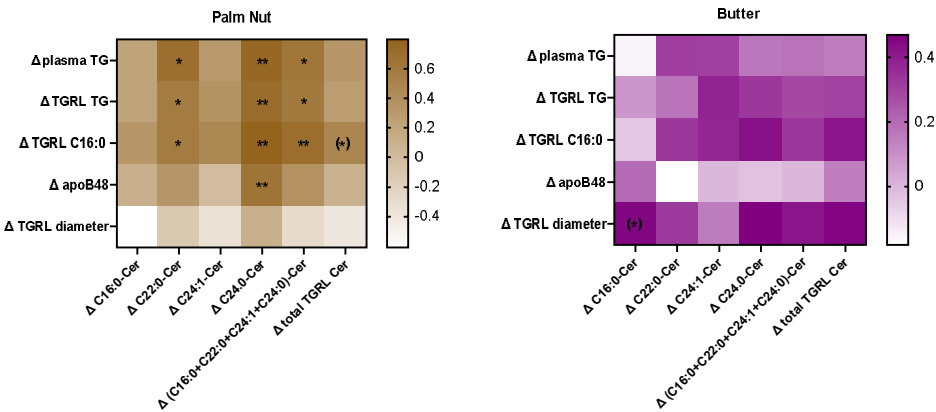 Palm Nut
Δ plasma TG
Δ TGRL TG
Δ TGRL C16:0
Δ apoB48
Δ TGRL diameter
* ** *
* ** *
* ** ** (*)
**
0.6
0.4
0.2
0
-0.2
-0.4
Δ C16:0-Cer
Δ C22:0-Cer
Δ C24:1-Cer
Δ C24:0-Cer
Δ (C16:0+C22:0+C24:1+C24:0)-Cer
Δ total TGRL Cer
Butter
Δ plasma TG
Δ TGRL TG
Δ TGRL C16:0
Δ apoB48
Δ TGRL diameter
(*)
0.4
0.2
0
Δ C16:0-Cer
Δ C22:0-Cer
Δ C24:1-Cer
Δ C24.0-Cer
Δ (C16:0+C22:0+C24:1+C24:0)-Cer
Δ total TGRL Cer